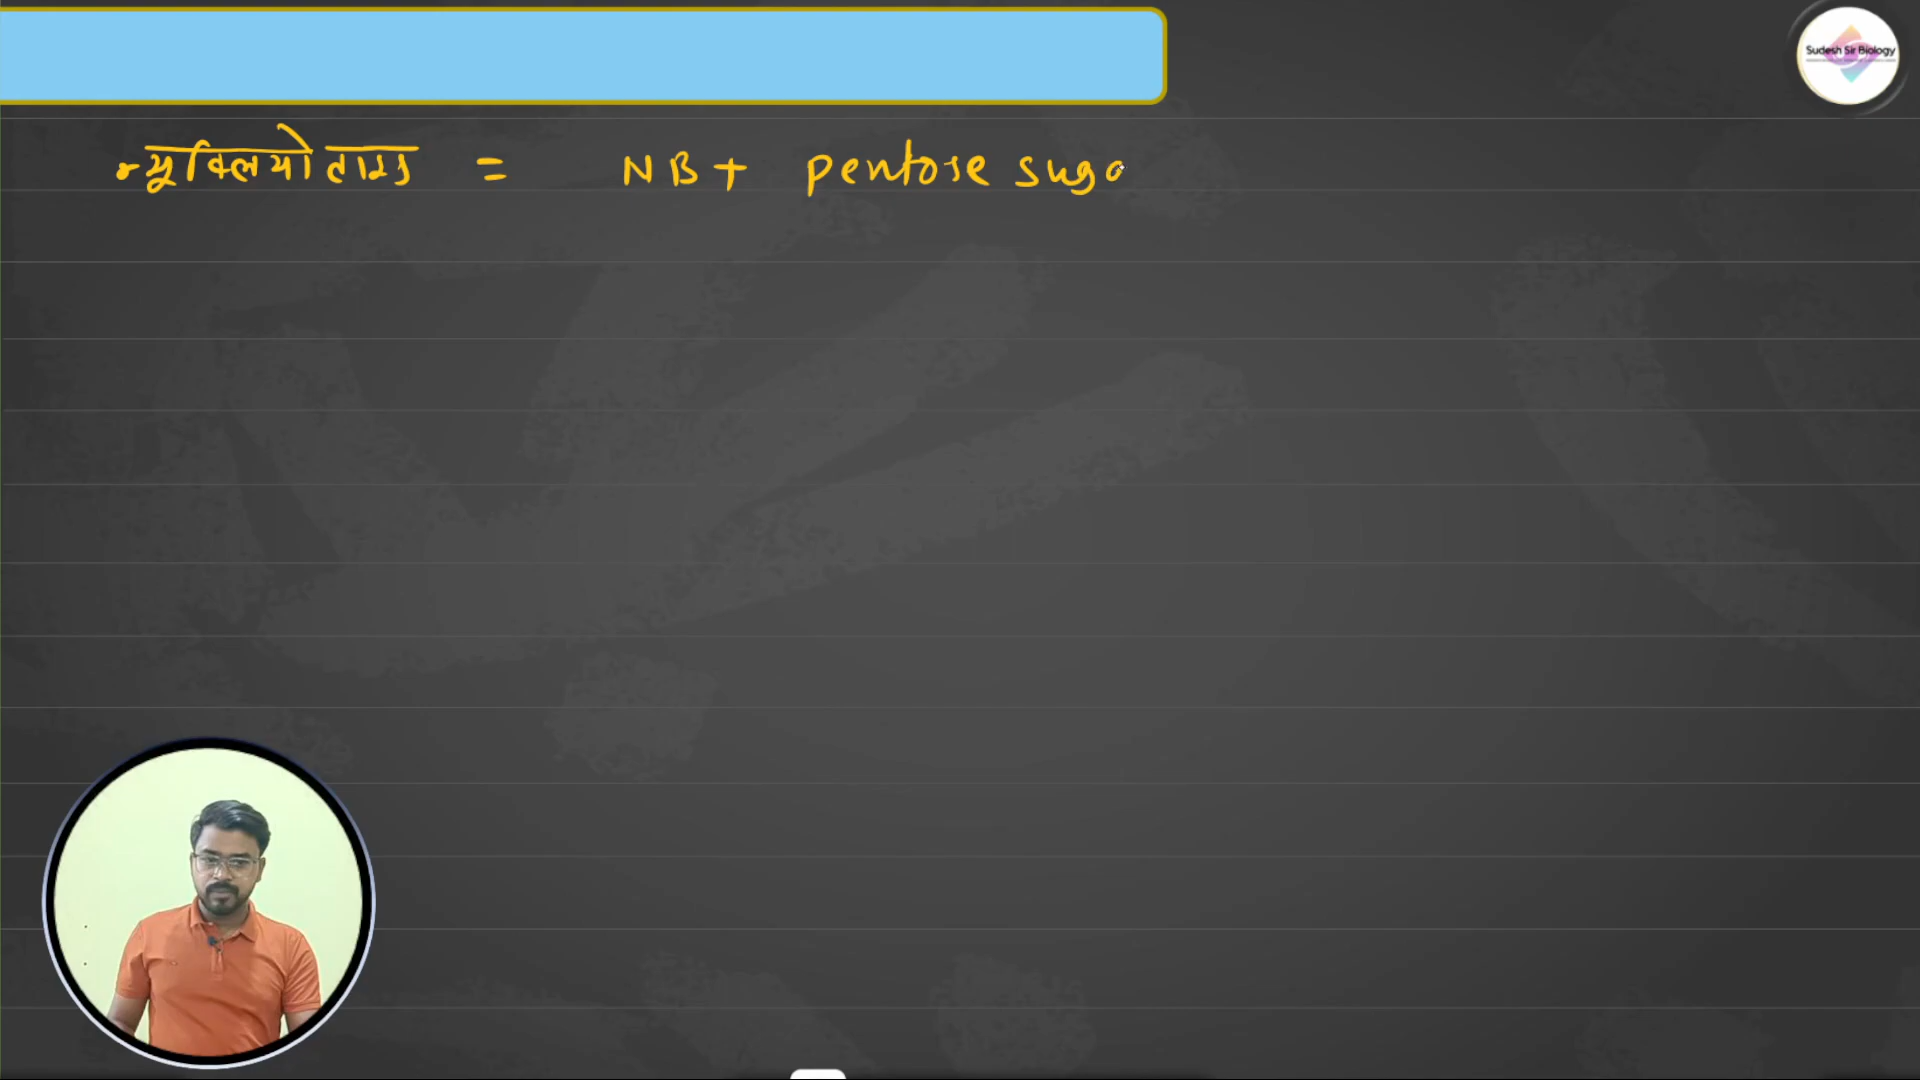 Sudesh Sir Biology
न्यूक्लियोसाइड = NB + pentose suga